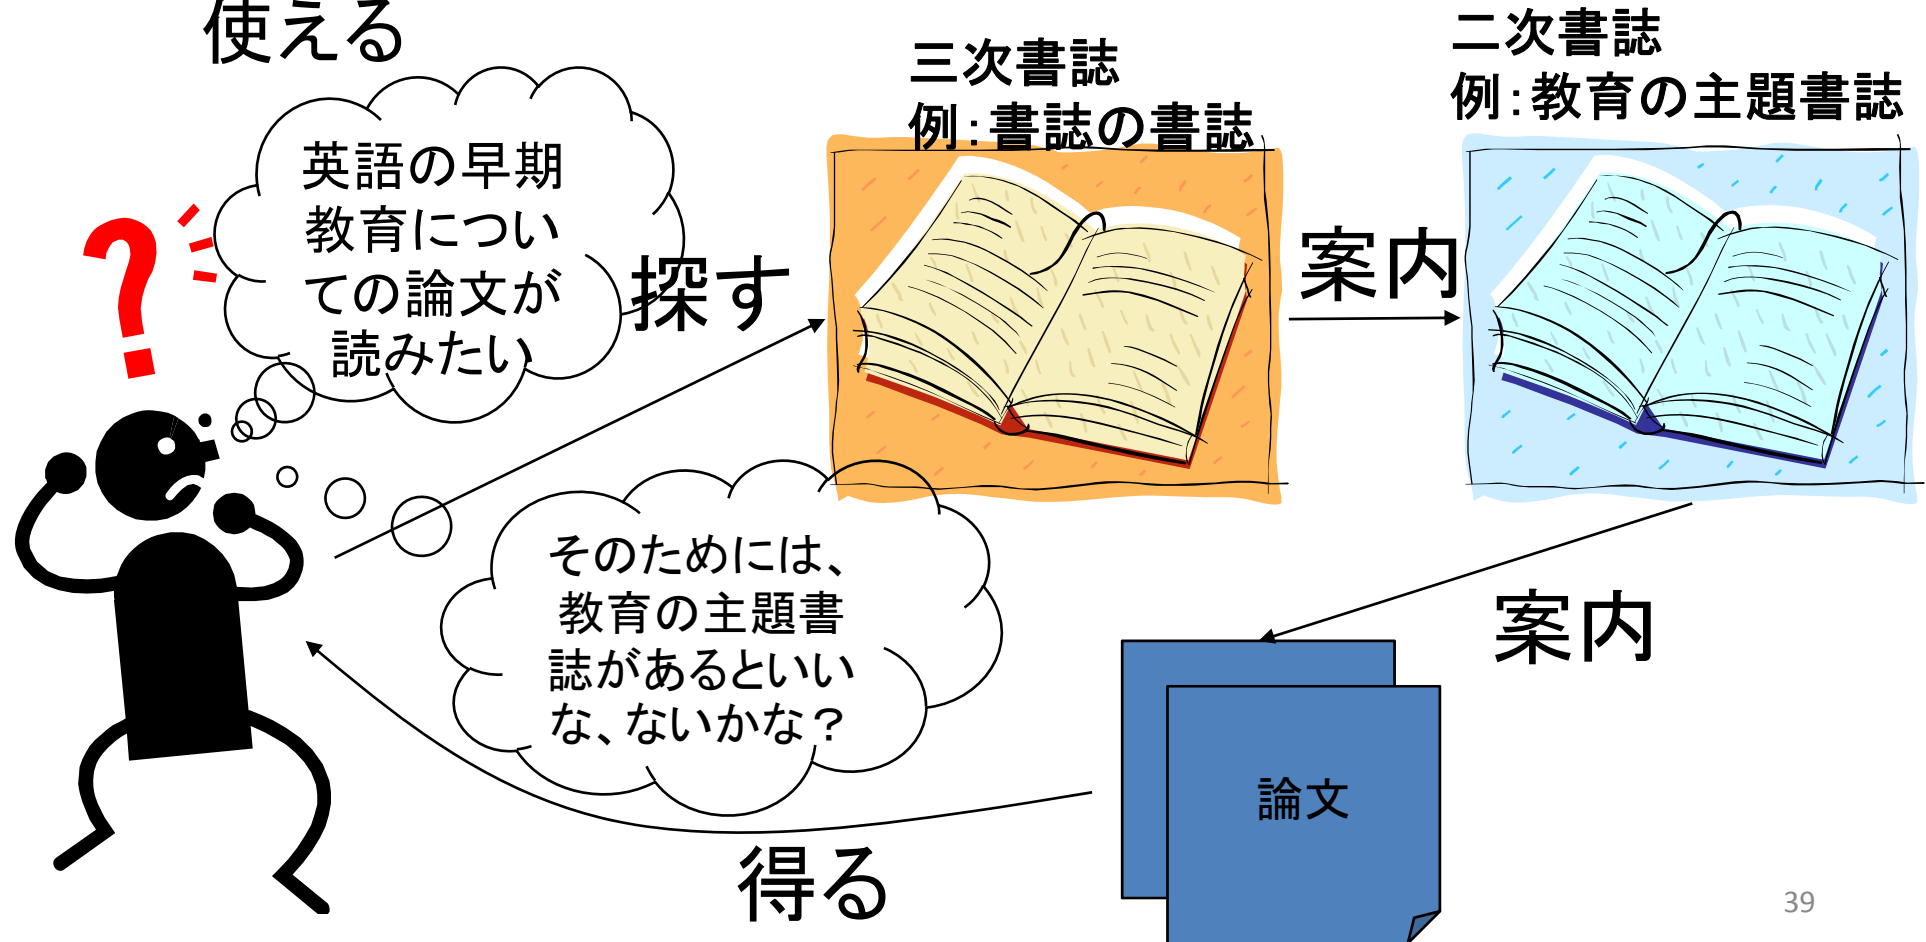 使える
三次書誌
例：書誌の書誌
二次書誌
例：教育の主題書誌
英語の早期
教育につい
ての論文が
読みたい
探す
案内
そのためには、
教育の主題書
誌があるといい
な、ないかな？
案内
論文
得る
39